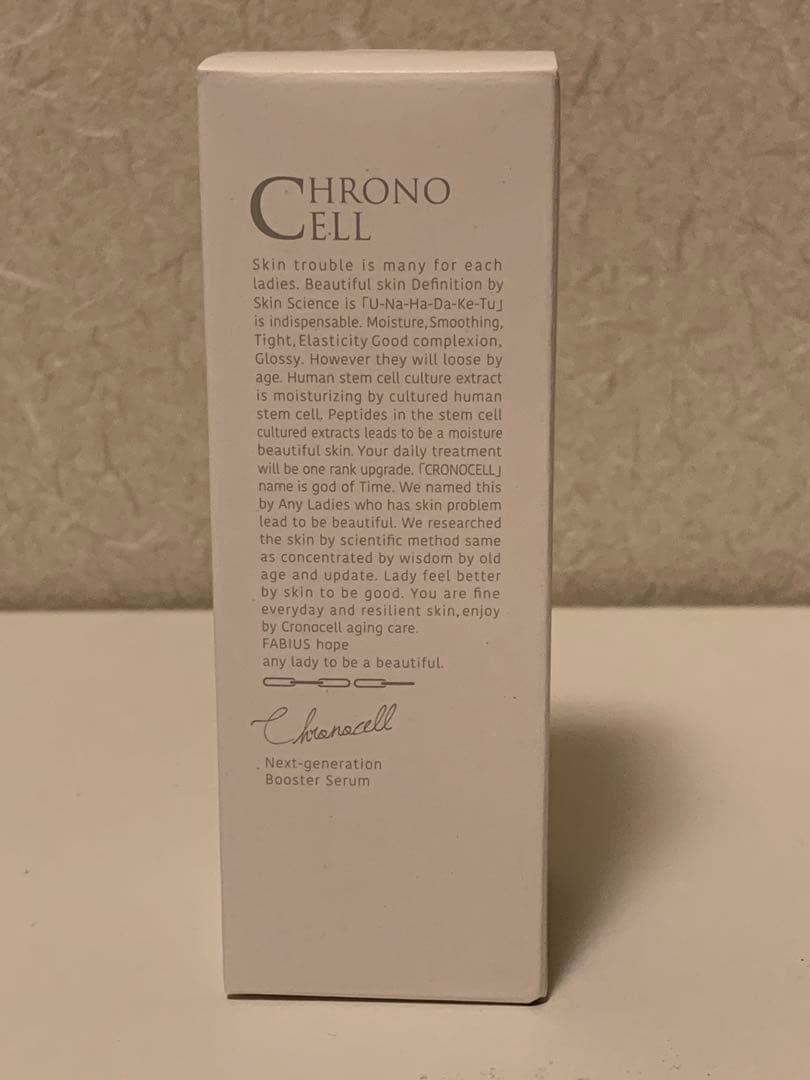 CHRONO
CELL
Skin trouble is many for each
ladies. Beautiful skin Definition by
Skin Science is「U-Na-Ha-Da-Ke-Tu」
is indispensable. Moisture, Smoothing,
Tight, Elasticity Good complexion,
Glossy. However they will loose by
age. Human stem cell culture extract
is moisturizing by cultured human
stem cell. Peptides in the stem cell
cultured extracts leads to be a moisture
beautiful skin. Your daily treatment
will be one rank upgrade.「CRONOCELL」
name is god of Time. We named this
by Any Ladies who has skin problem
lead to be beautiful. We researched
the skin by scientific method same
as concentrated by wisdom by old
age and update. Lady feel better
by skin to be good. You are fine
everyday and resilient skin, enjoy
by Cronocell aging care.
FABIUS hope
any lady to be a beautiful.
Chronocell
Next-generation
Booster Serum